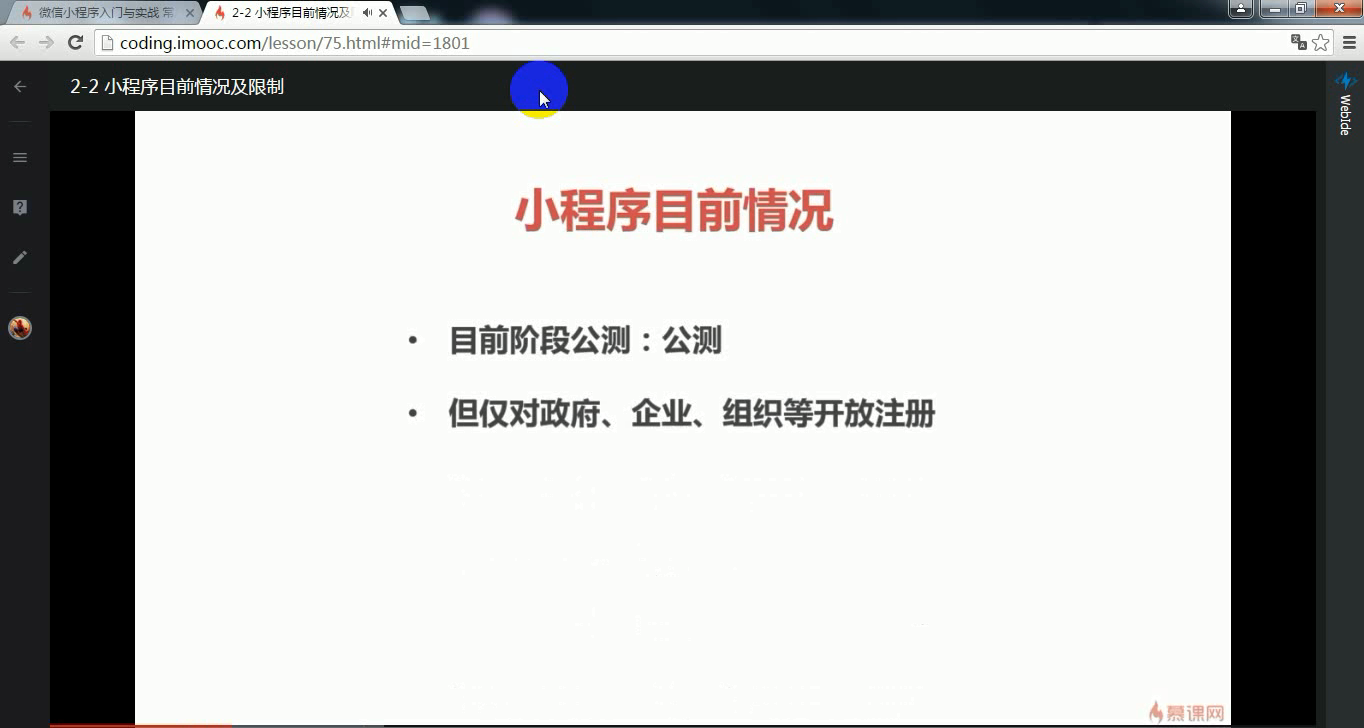 微信小程序入门与实战 常
2-2 小程序目前情况及
coding.imooc.com/lesson/75.html#mid=1801
2-2 小程序目前情况及限制
WebIde
小程序目前情况
• 目前阶段公测：公测
• 但仅对政府、企业、组织等开放注册
慕课网